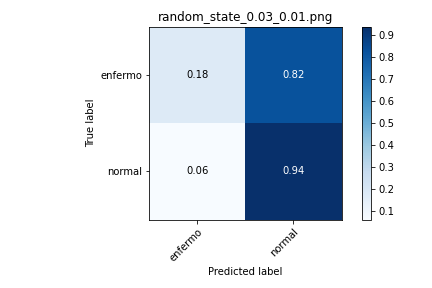 random_state_0.03_0.01.png
True label
enfermo
normal
0.18
0.82
0.06
0.94
enfermo
normal
Predicted label
0.9
0.8
0.7
0.6
0.5
0.4
0.3
0.2
0.1